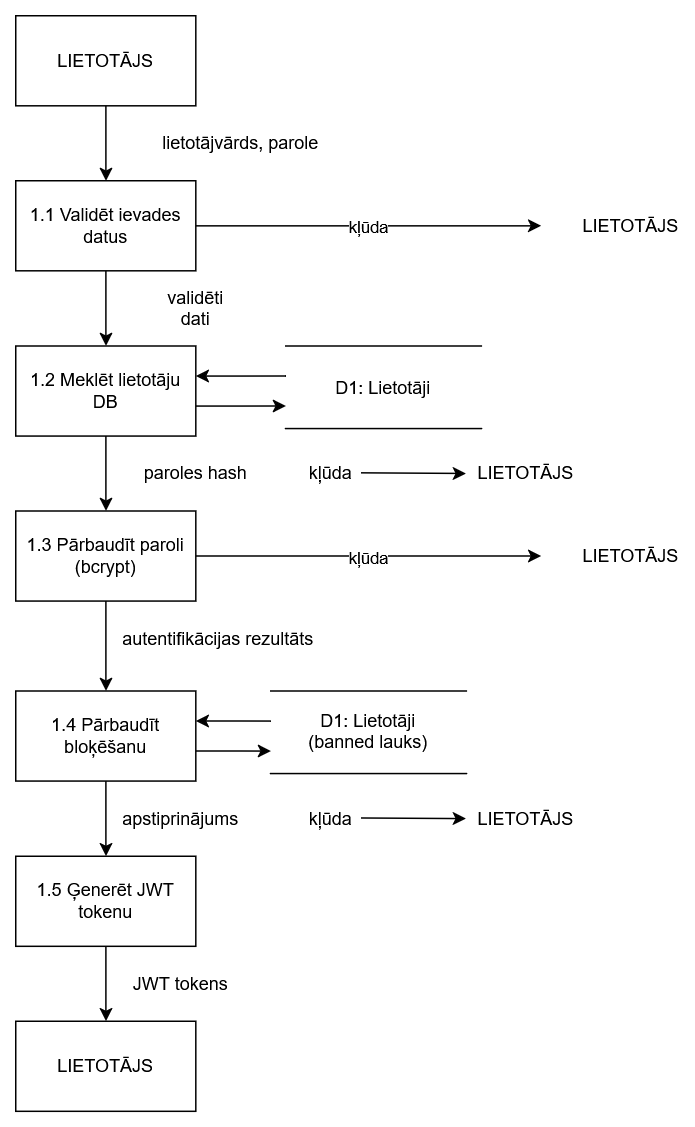 LIETOTĀJS
lietotājvārds, parole
1.1 Validēt ievades
datus
kļūda
LIETOTĀJS
validēti
dati
1.2 Meklēt lietotāju
DB
D1: Lietotāji
paroles hash
kļūda
LIETOTĀJS
1.3 Pārbaudīt paroli
(bcrypt)
kļūda
LIETOTĀJS
autentifikācijas rezultāts
1.4 Pārbaudīt
bloķēšanu
D1: Lietotāji
(banned lauks)
apstiprinājums
kļūda
LIETOTĀJS
1.5 Ģenerēt JWT
tokenu
JWT tokens
LIETOTĀJS